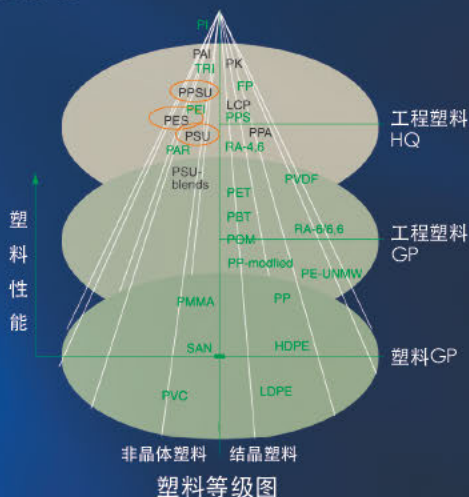 PI
PAI
PK
TRI
FP
PPSU
PEI
LCP
PES
PPS
工程塑料
HQ
PSU
PPA
PAR
RA-4,6
PSU-
blends
PVDF
PET
PBT
RA-6/6,6
POM
工程塑料
GP
PP-modfied
PE-UNMW
PMMA
PP
SAN
HDPE
塑料GP
PVC
LDPE
塑料性能
非晶体塑料
结晶塑料
塑料等级图